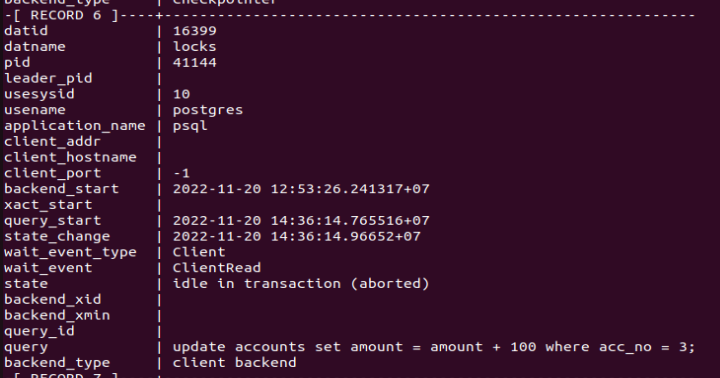 backend_type | checkpointer
-[ RECORD 6 ]----+----------------------------------------------------------------
datid | 16399
datname | locks
pid | 41144
leader_pid |
usesysid | 10
usename | postgres
application_name | psql
client_addr |
client_hostname |
client_port | -1
backend_start | 2022-11-20 12:53:26.241317+07
xact_start |
query_start | 2022-11-20 14:36:14.765516+07
state_change | 2022-11-20 14:36:14.96652+07
wait_event_type | Client
wait_event | ClientRead
state | idle in transaction (aborted)
backend_xid |
backend_xmin |
query_id |
query | update accounts set amount = amount + 100 where acc_no = 3;
backend_type | client backend
-[ RECORD 7 ]----+----------------------------------------------------------------